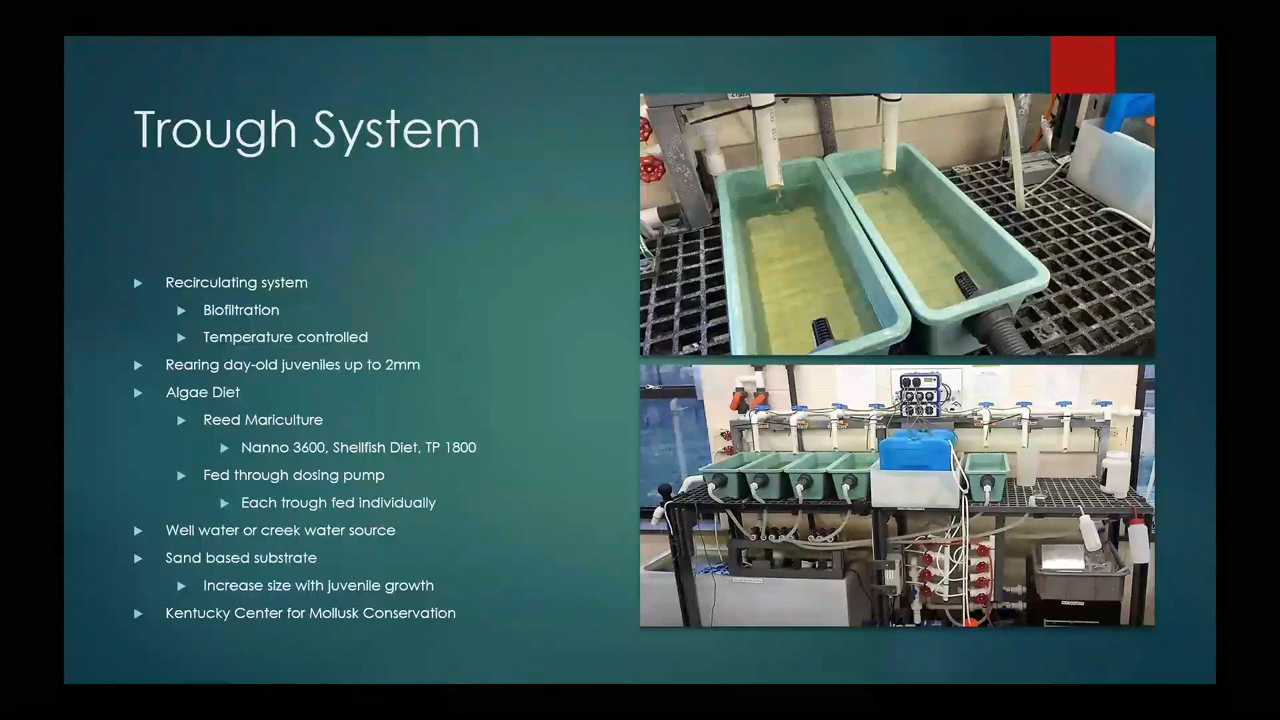 Trough System
Recirculating system
Biofiltration
Temperature controlled
Rearing day-old juveniles up to 2mm
Algae Diet
Reed Mariculture
Nanno 3600, Shellfish Diet, TP 1800
Fed through dosing pump
Each trough fed individually
Well water or creek water source
Sand based substrate
Increase size with juvenile growth
Kentucky Center for Mollusk Conservation